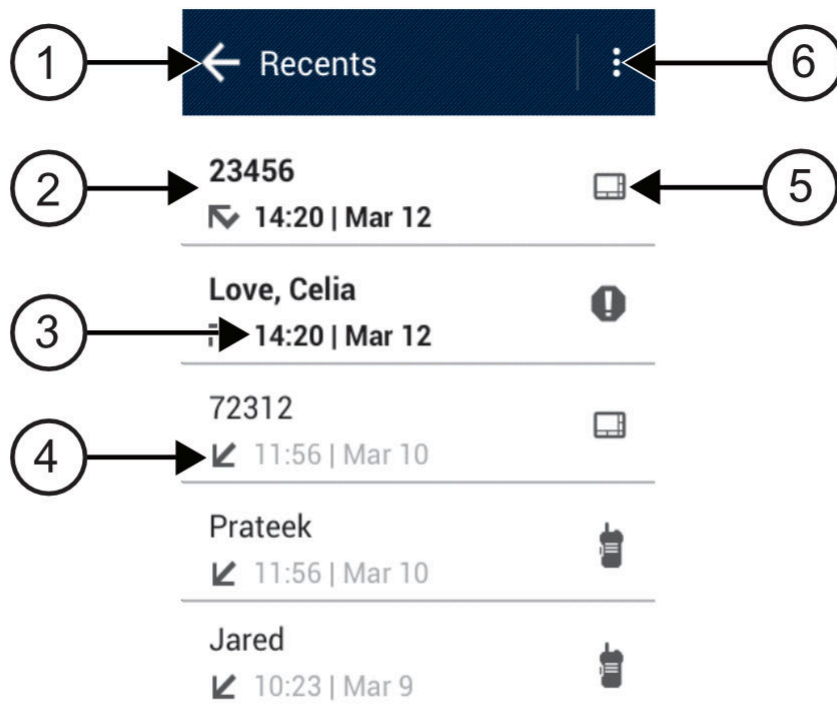 1
Recents
6
23456
2
5
14:20 | Mar 12
Love, Celia
3
14:20 | Mar 12
72312
4
11:56 | Mar 10
Prateek
11:56 | Mar 10
Jared
10:23 | Mar 9